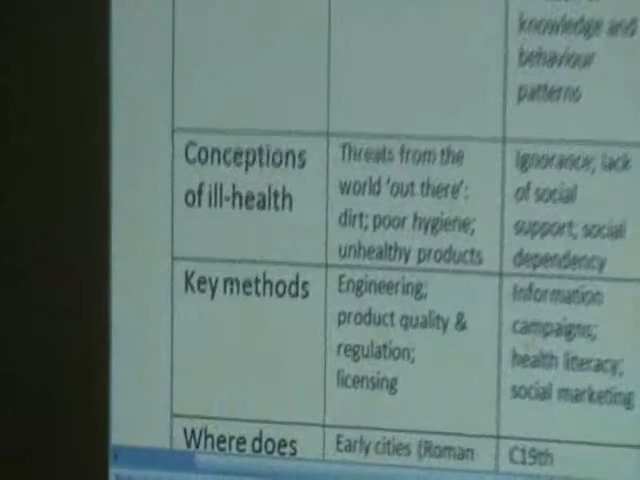 knowledge and
behaviour
patterns
Conceptions
of ill-health
Threats from the
world 'out there':
dirt; poor hygiene;
unhealthy products
Ignorance; lack
of social
support; social
dependency
Key methods
Engineering;
product quality &
regulation;
licensing
Information
campaigns;
health literacy;
social marketing
Where does
Early cities (Roman
C19th